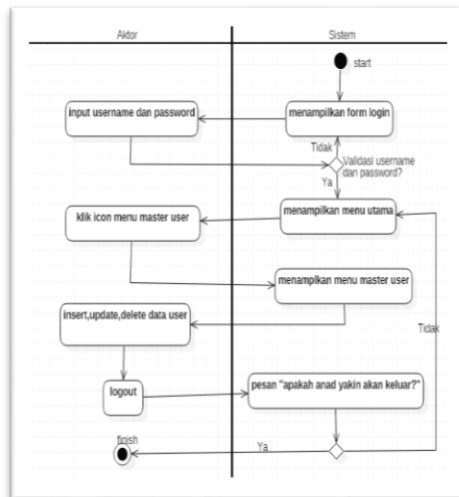 Aktor
Sistem
start
input username dan password
menampilkan form login
Tidak
Validasi username
dan password?
Ya
klik icon menu master user
menampilkan menu utama
menamplkan menu master user
insert,update,delete data user
Tidak
logout
pesan "apakah anad yakin akan keluar?"
finish
Ya